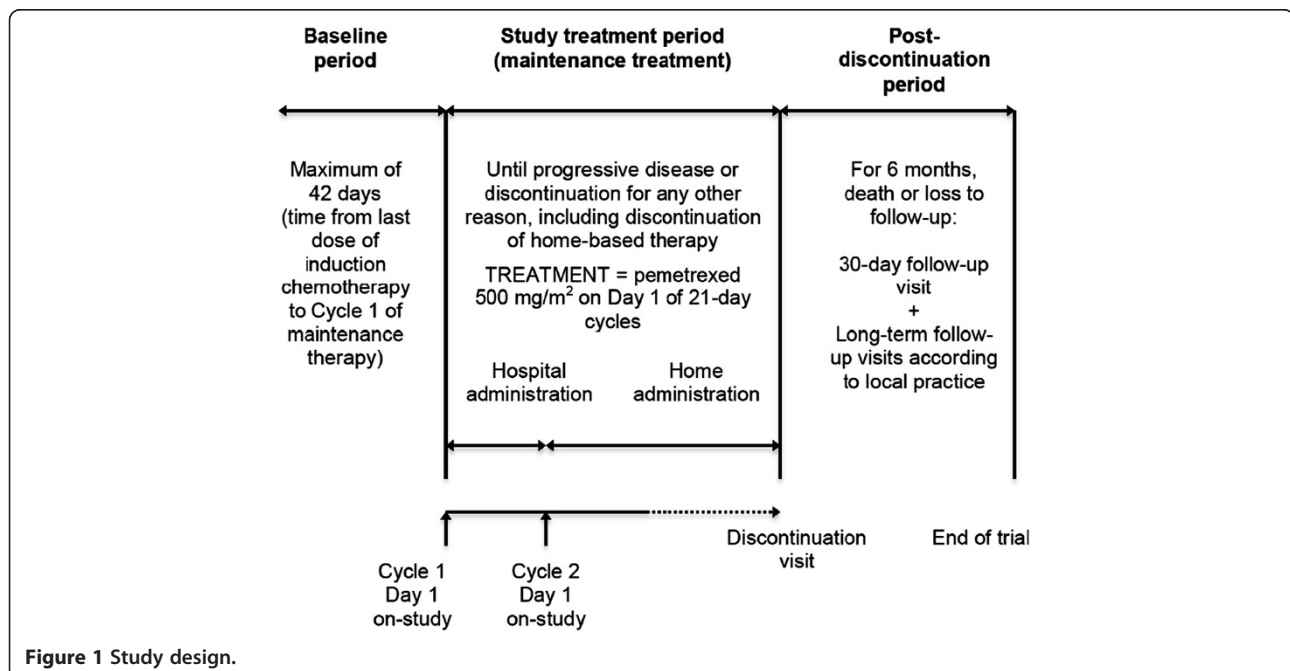 Baseline
period
Study treatment period
(maintenance treatment)
Post-
discontinuation
period
Maximum of
42 days
(time from last
dose of
induction
chemotherapy
to Cycle 1 of
maintenance
therapy)
Until progressive disease or
discontinuation for any other
reason, including discontinuation
of home-based therapy
TREATMENT = pemetrexed
500 mg/m² on Day 1 of 21-day
cycles
Hospital
administration
Home
administration
For 6 months,
death or loss to
follow-up:
30-day follow-up
visit
+
Long-term follow-
up visits according
to local practice
Cycle 1
Day 1
on-study
Cycle 2
Day 1
on-study
Discontinuation
visit
End of trial
Figure 1 Study design.